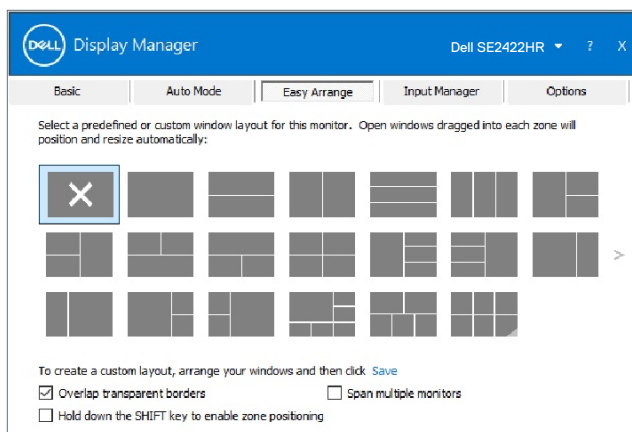 DELL Display Manager Dell SE2422HR ? X
Basic Auto Mode Easy Arrange Input Manager Options
Select a predefined or custom window layout for this monitor. Open windows dragged into each zone will
position and resize automatically:
>
To create a custom layout, arrange your windows and then click Save
Overlap transparent borders Span multiple monitors
Hold down the SHIFT key to enable zone positioning